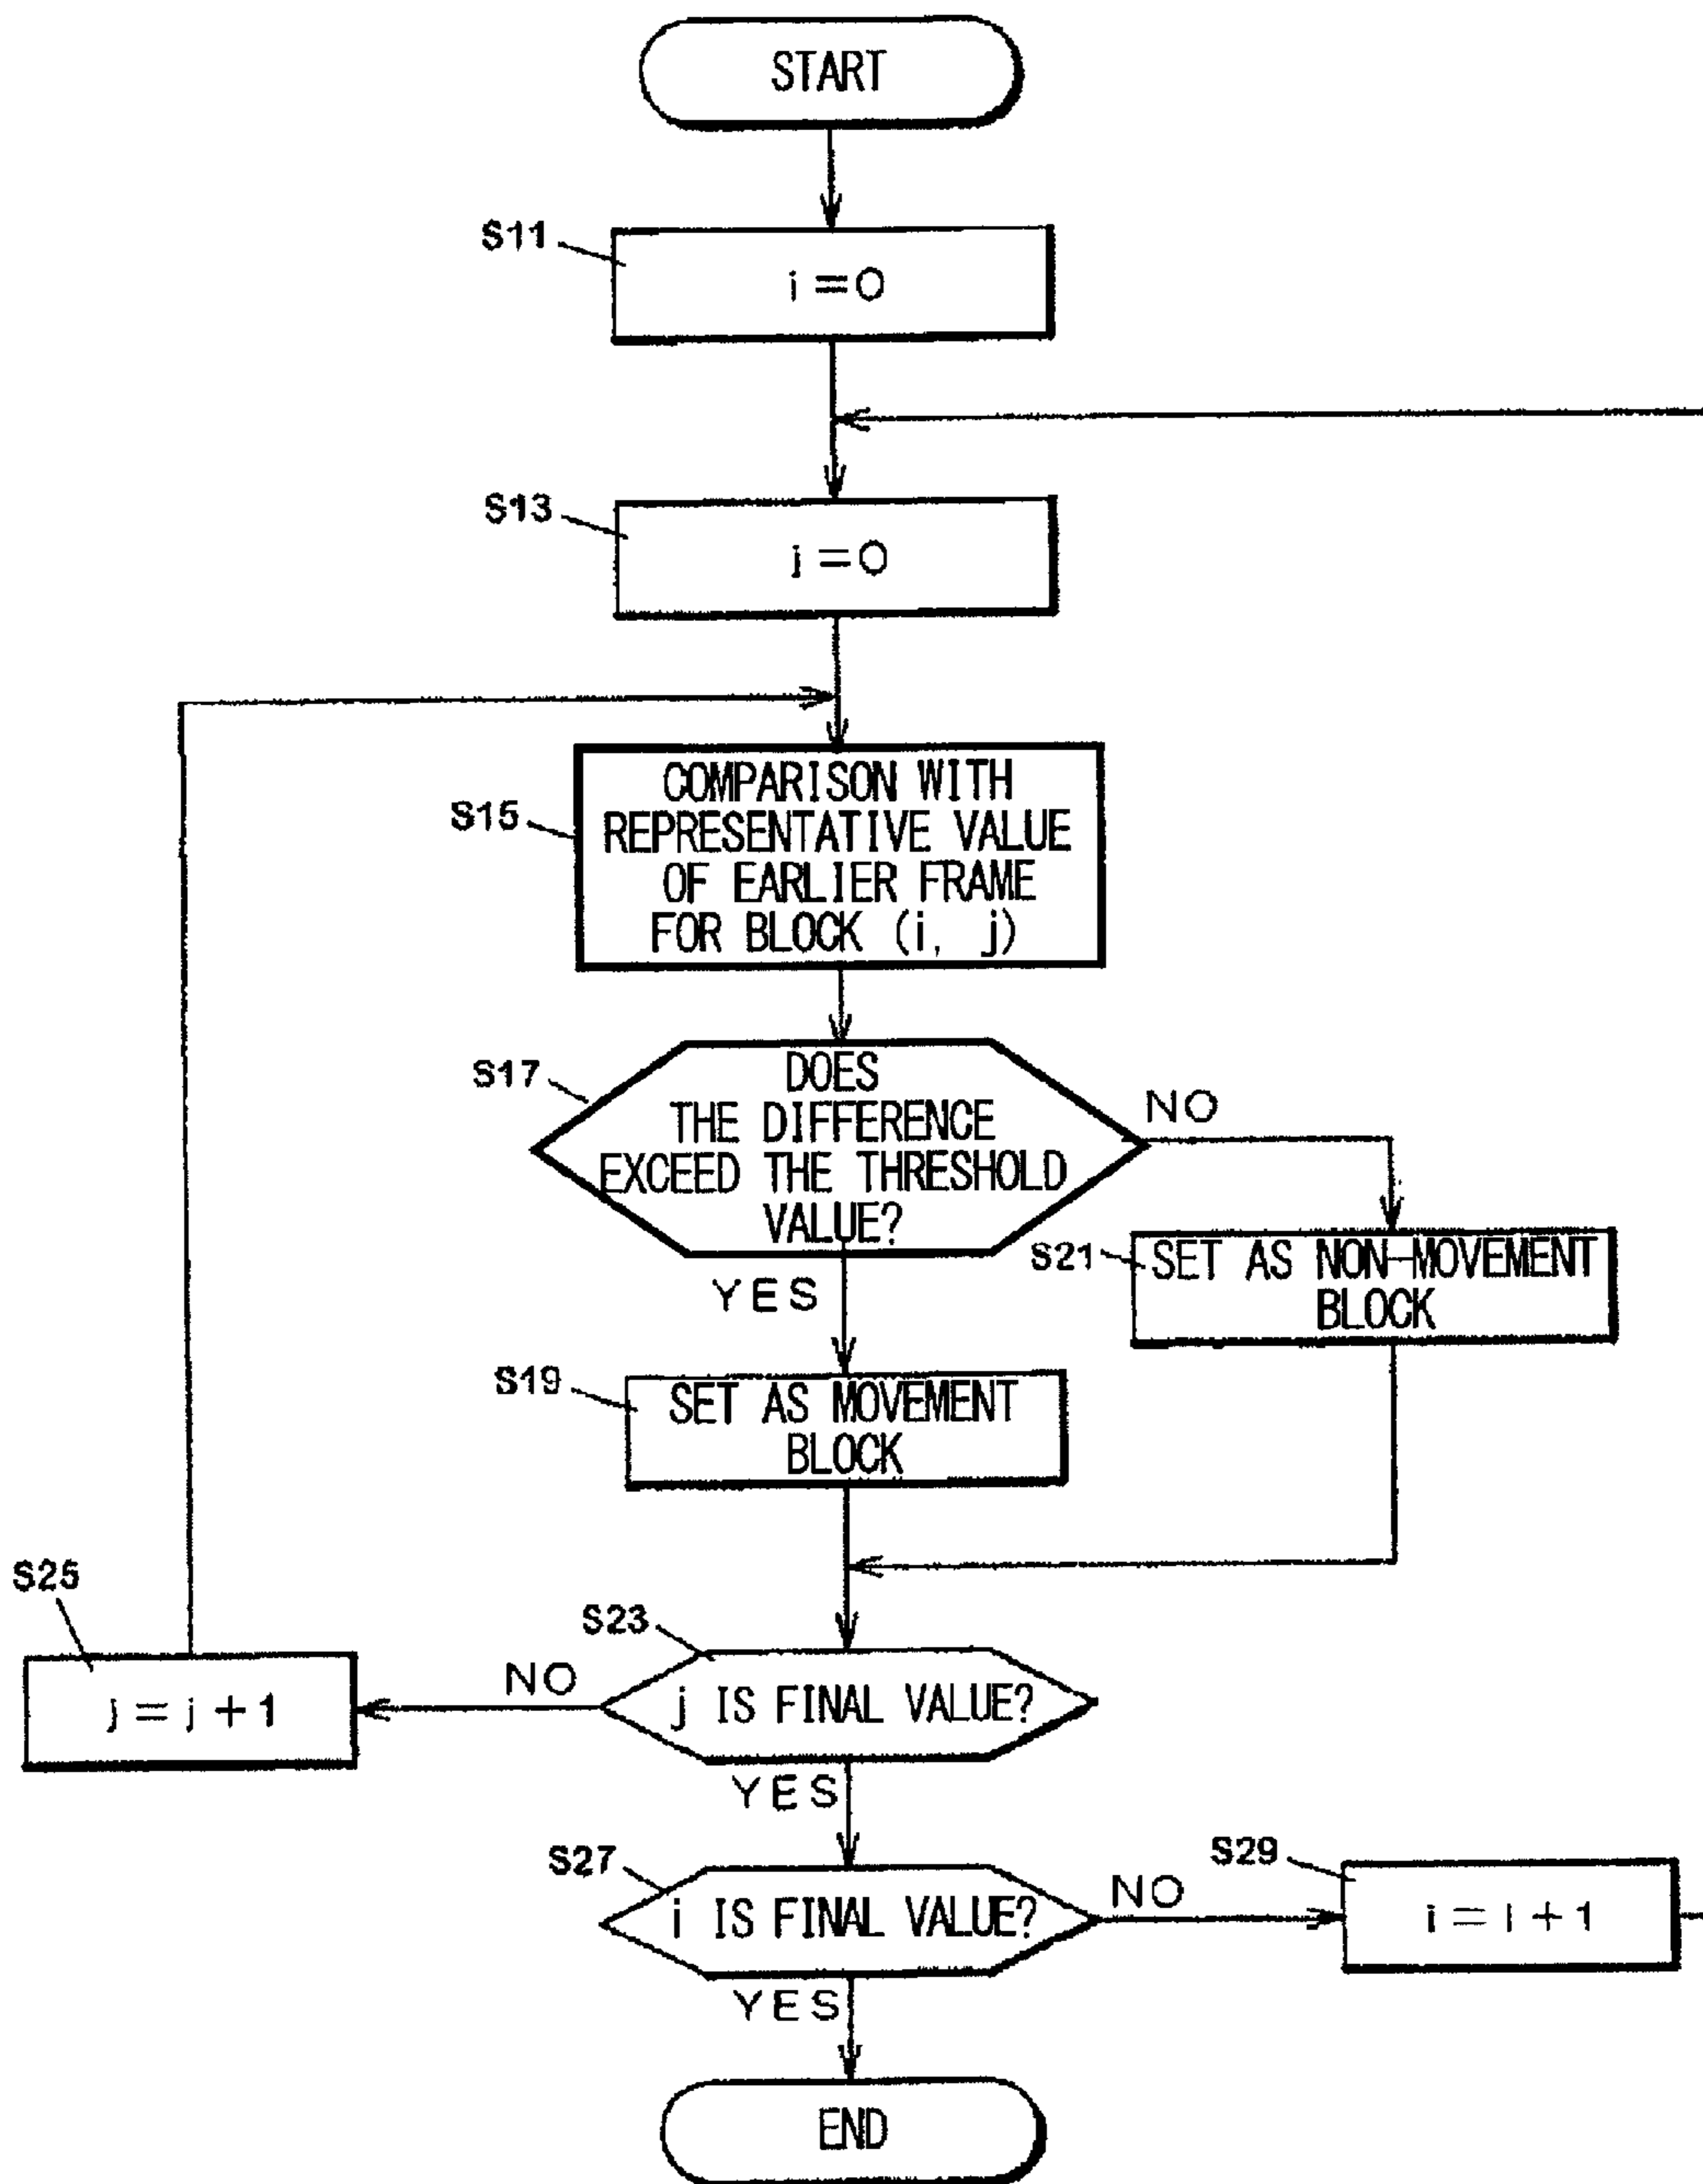 START
S11
i=0
S13
j=0
S15
COMPARISON WITH
REPRESENTATIVE VALUE
OF EARLIER FRAME
FOR BLOCK (i, j)
S17
DOES
THE DIFFERENCE
EXCEED THE THRESHOLD
VALUE?
NO
YES
S21
SET AS NON-MOVEMENT
BLOCK
S19
SET AS MOVEMENT
BLOCK
S25
j=j+1
S23
NO
j IS FINAL VALUE?
YES
S27
i IS FINAL VALUE?
NO
S29
i=i+1
YES
END